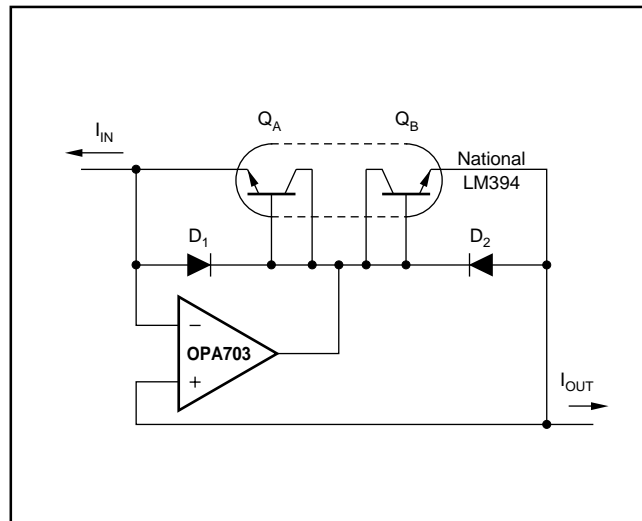 Q_A
Q_B
I_IN
National
LM394
D_1
D_2
−
OPA703
+
I_OUT